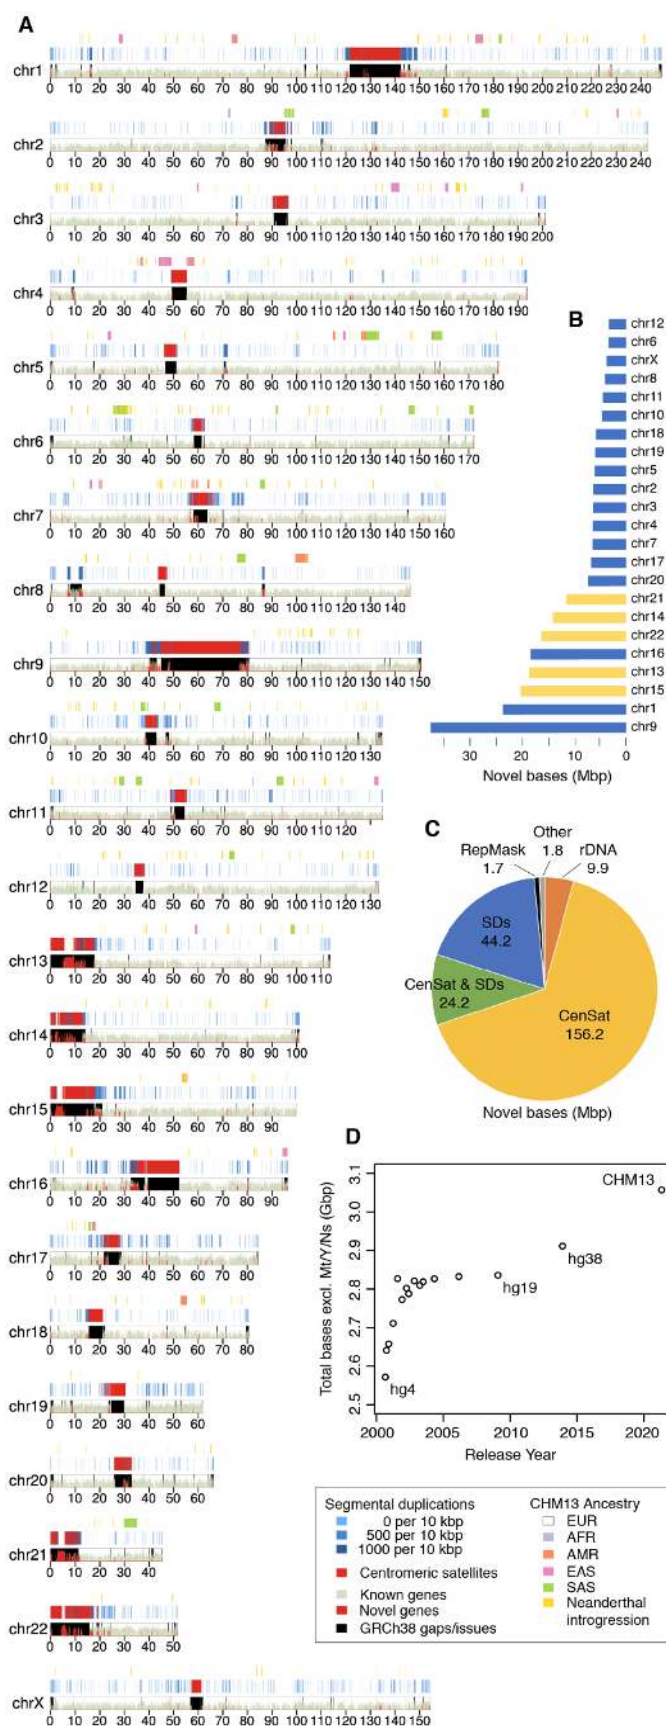 A
chr1
0 10 20 30 40 50 60 70 80 90 100 110 120 130 140 150 160 170 180 190 200 210 220 230 240
chr2
0 10 20 30 40 50 60 70 80 90 100 110 120 130 140 150 160 170 180 190 200 210 220 230 240
chr3
0 10 20 30 40 50 60 70 80 90 100 110 120 130 140 150 160 170 180 190 200
chr4
0 10 20 30 40 50 60 70 80 90 100 110 120 130 140 150 160 170 180 190
chr5
0 10 20 30 40 50 60 70 80 90 100 110 120 130 140 150 160 170 180
chr6
0 10 20 30 40 50 60 70 80 90 100 110 120 130 140 150 160 170
chr7
0 10 20 30 40 50 60 70 80 90 100 110 120 130 140 150 160
chr8
0 10 20 30 40 50 60 70 80 90 100 110 120 130 140
chr9
0 10 20 30 40 50 60 70 80 90 100 110 120 130 140 150
chr10
0 10 20 30 40 50 60 70 80 90 100 110 120 130
chr11
0 10 20 30 40 50 60 70 80 90 100 110 120
chr12
0 10 20 30 40 50 60 70 80 90 100 110 120 130
chr13
0 10 20 30 40 50 60 70 80 90 100 110
chr14
0 10 20 30 40 50 60 70 80 90 100
chr15
0 10 20 30 40 50 60 70 80 90
chr16
0 10 20 30 40 50 60 70 80 90
chr17
0 10 20 30 40 50 60 70 80
chr18
0 10 20 30 40 50 60 70 80
chr19
0 10 20 30 40 50 60
chr20
0 10 20 30 40 50 60
chr21
0 10 20 30 40
chr22
0 10 20 30 40 50
chrX
0 10 20 30 40 50 60 70 80 90 100 110 120 130 140 150
B
chr12
chr6
chrX
chr8
chr11
chr10
chr18
chr19
chr5
chr2
chr3
chr4
chr7
chr17
chr20
chr21
chr14
chr22
chr16
chr13
chr15
chr1
chr9
30 20 10 0
Novel bases (Mbp)
C
Other
1.8
RepMask
1.7
rDNA
9.9
SDs
44.2
CenSat & SDs
24.2
CenSat
156.2
Novel bases (Mbp)
D
Total bases excl. Mt/Y/Ns (Gbp)
3.1
3.0
2.9
2.8
2.7
2.6
2.5
CHM13
hg38
hg19
hg4
2000 2005 2010 2015 2020
Release Year
Segmental duplications
0 per 10 kbp
500 per 10 kbp
1000 per 10 kbp
Centromeric satellites
Known genes
Novel genes
GRCh38 gaps/issues
CHM13 Ancestry
EUR
AFR
AMR
EAS
SAS
Neanderthal
introgression